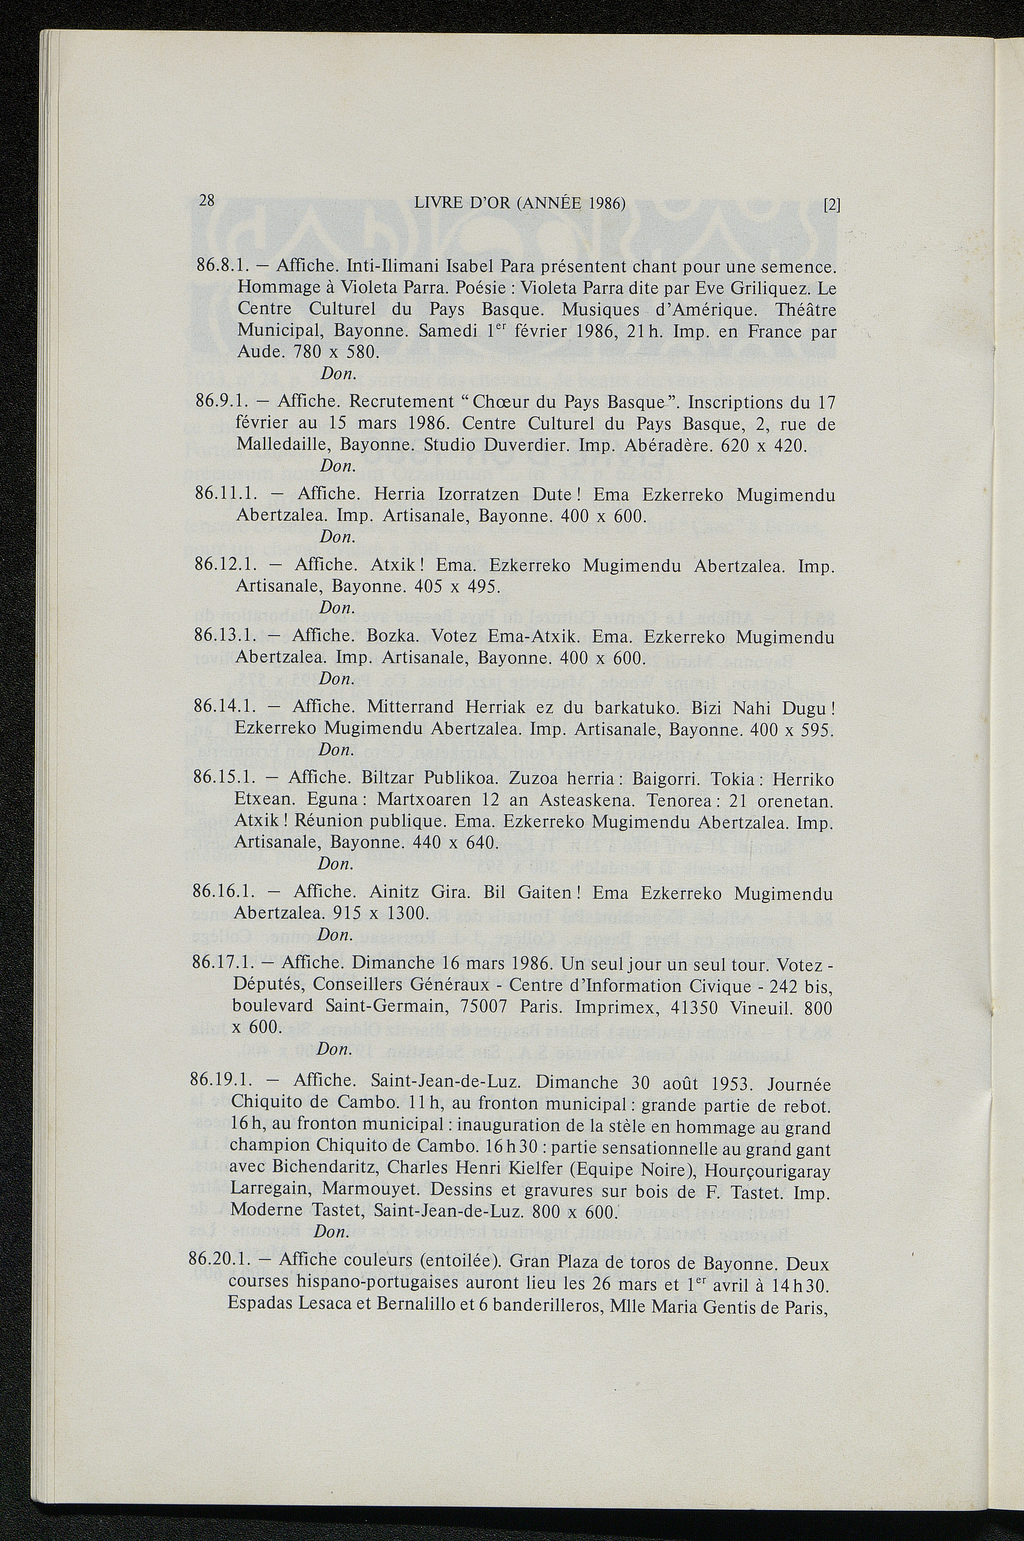 28 LIVRE D'OR (ANNÉE 1986) [2]
86.8.1. — Affiche. Inti-Ilimani Isabel Para présentent chant pour une semence.
Hommage à Violeta Parra. Poésie : Violeta Parra dite par Eve Griliquez. Le
Centre Culturel du Pays Basque. Musiques d'Amérique. Théâtre
Municipal, Bayonne. Samedi 1er février 1986, 21 h. Imp. en France par
Aude. 780 x 580.
Don.
86.9.1. — Affiche. Recrutement “Chœur du Pays Basque”. Inscriptions du 17
février au 15 mars 1986. Centre Culturel du Pays Basque, 2, rue de
Malledaille, Bayonne. Studio Duverdier. Imp. Abéradère. 620 x 420.
Don.
86.11.1. — Affiche. Herria Izorratzen Dute ! Ema Ezkerreko Mugimendu
Abertzalea. Imp. Artisanale, Bayonne. 400 x 600.
Don.
86.12.1. — Affiche. Atxik ! Ema. Ezkerreko Mugimendu Abertzalea. Imp.
Artisanale, Bayonne. 405 x 495.
Don.
86.13.1. — Affiche. Bozka. Votez Ema-Atxik. Ema. Ezkerreko Mugimendu
Abertzalea. Imp. Artisanale, Bayonne. 400 x 600.
Don.
86.14.1. — Affiche. Mitterrand Herriak ez du barkatuko. Bizi Nahi Dugu !
Ezkerreko Mugimendu Abertzalea. Imp. Artisanale, Bayonne. 400 x 595.
Don.
86.15.1. — Affiche. Biltzar Publikoa. Zuzoa herria : Baigorri. Tokia : Herriko
Etxean. Eguna : Martxoaren 12 an Asteaskena. Tenorea : 21 orenetan.
Atxik ! Réunion publique. Ema. Ezkerreko Mugimendu Abertzalea. Imp.
Artisanale, Bayonne. 440 x 640.
Don.
86.16.1. — Affiche. Ainitz Gira. Bil Gaiten ! Ema Ezkerreko Mugimendu
Abertzalea. 915 x 1300.
Don.
86.17.1. — Affiche. Dimanche 16 mars 1986. Un seul jour un seul tour. Votez -
Députés, Conseillers Généraux - Centre d'Information Civique - 242 bis,
boulevard Saint-Germain, 75007 Paris. Imprimex, 41350 Vineuil. 800
x 600.
Don.
86.19.1. — Affiche. Saint-Jean-de-Luz. Dimanche 30 août 1953. Journée
Chiquito de Cambo. 11 h, au fronton municipal : grande partie de rebot.
16 h, au fronton municipal : inauguration de la stèle en hommage au grand
champion Chiquito de Cambo. 16 h 30 : partie sensationnelle au grand gant
avec Bichendaritz, Charles Henri Kielfer (Equipe Noire), Hourçourigaray
Larregain, Marmouyet. Dessins et gravures sur bois de F. Tastet. Imp.
Moderne Tastet, Saint-Jean-de-Luz. 800 x 600.
Don.
86.20.1. — Affiche couleurs (entoilée). Gran Plaza de toros de Bayonne. Deux
courses hispano-portugaises auront lieu les 26 mars et 1er avril à 14 h 30.
Espadas Lesaca et Bernalillo et 6 banderilleros, Mlle Maria Gentis de Paris,